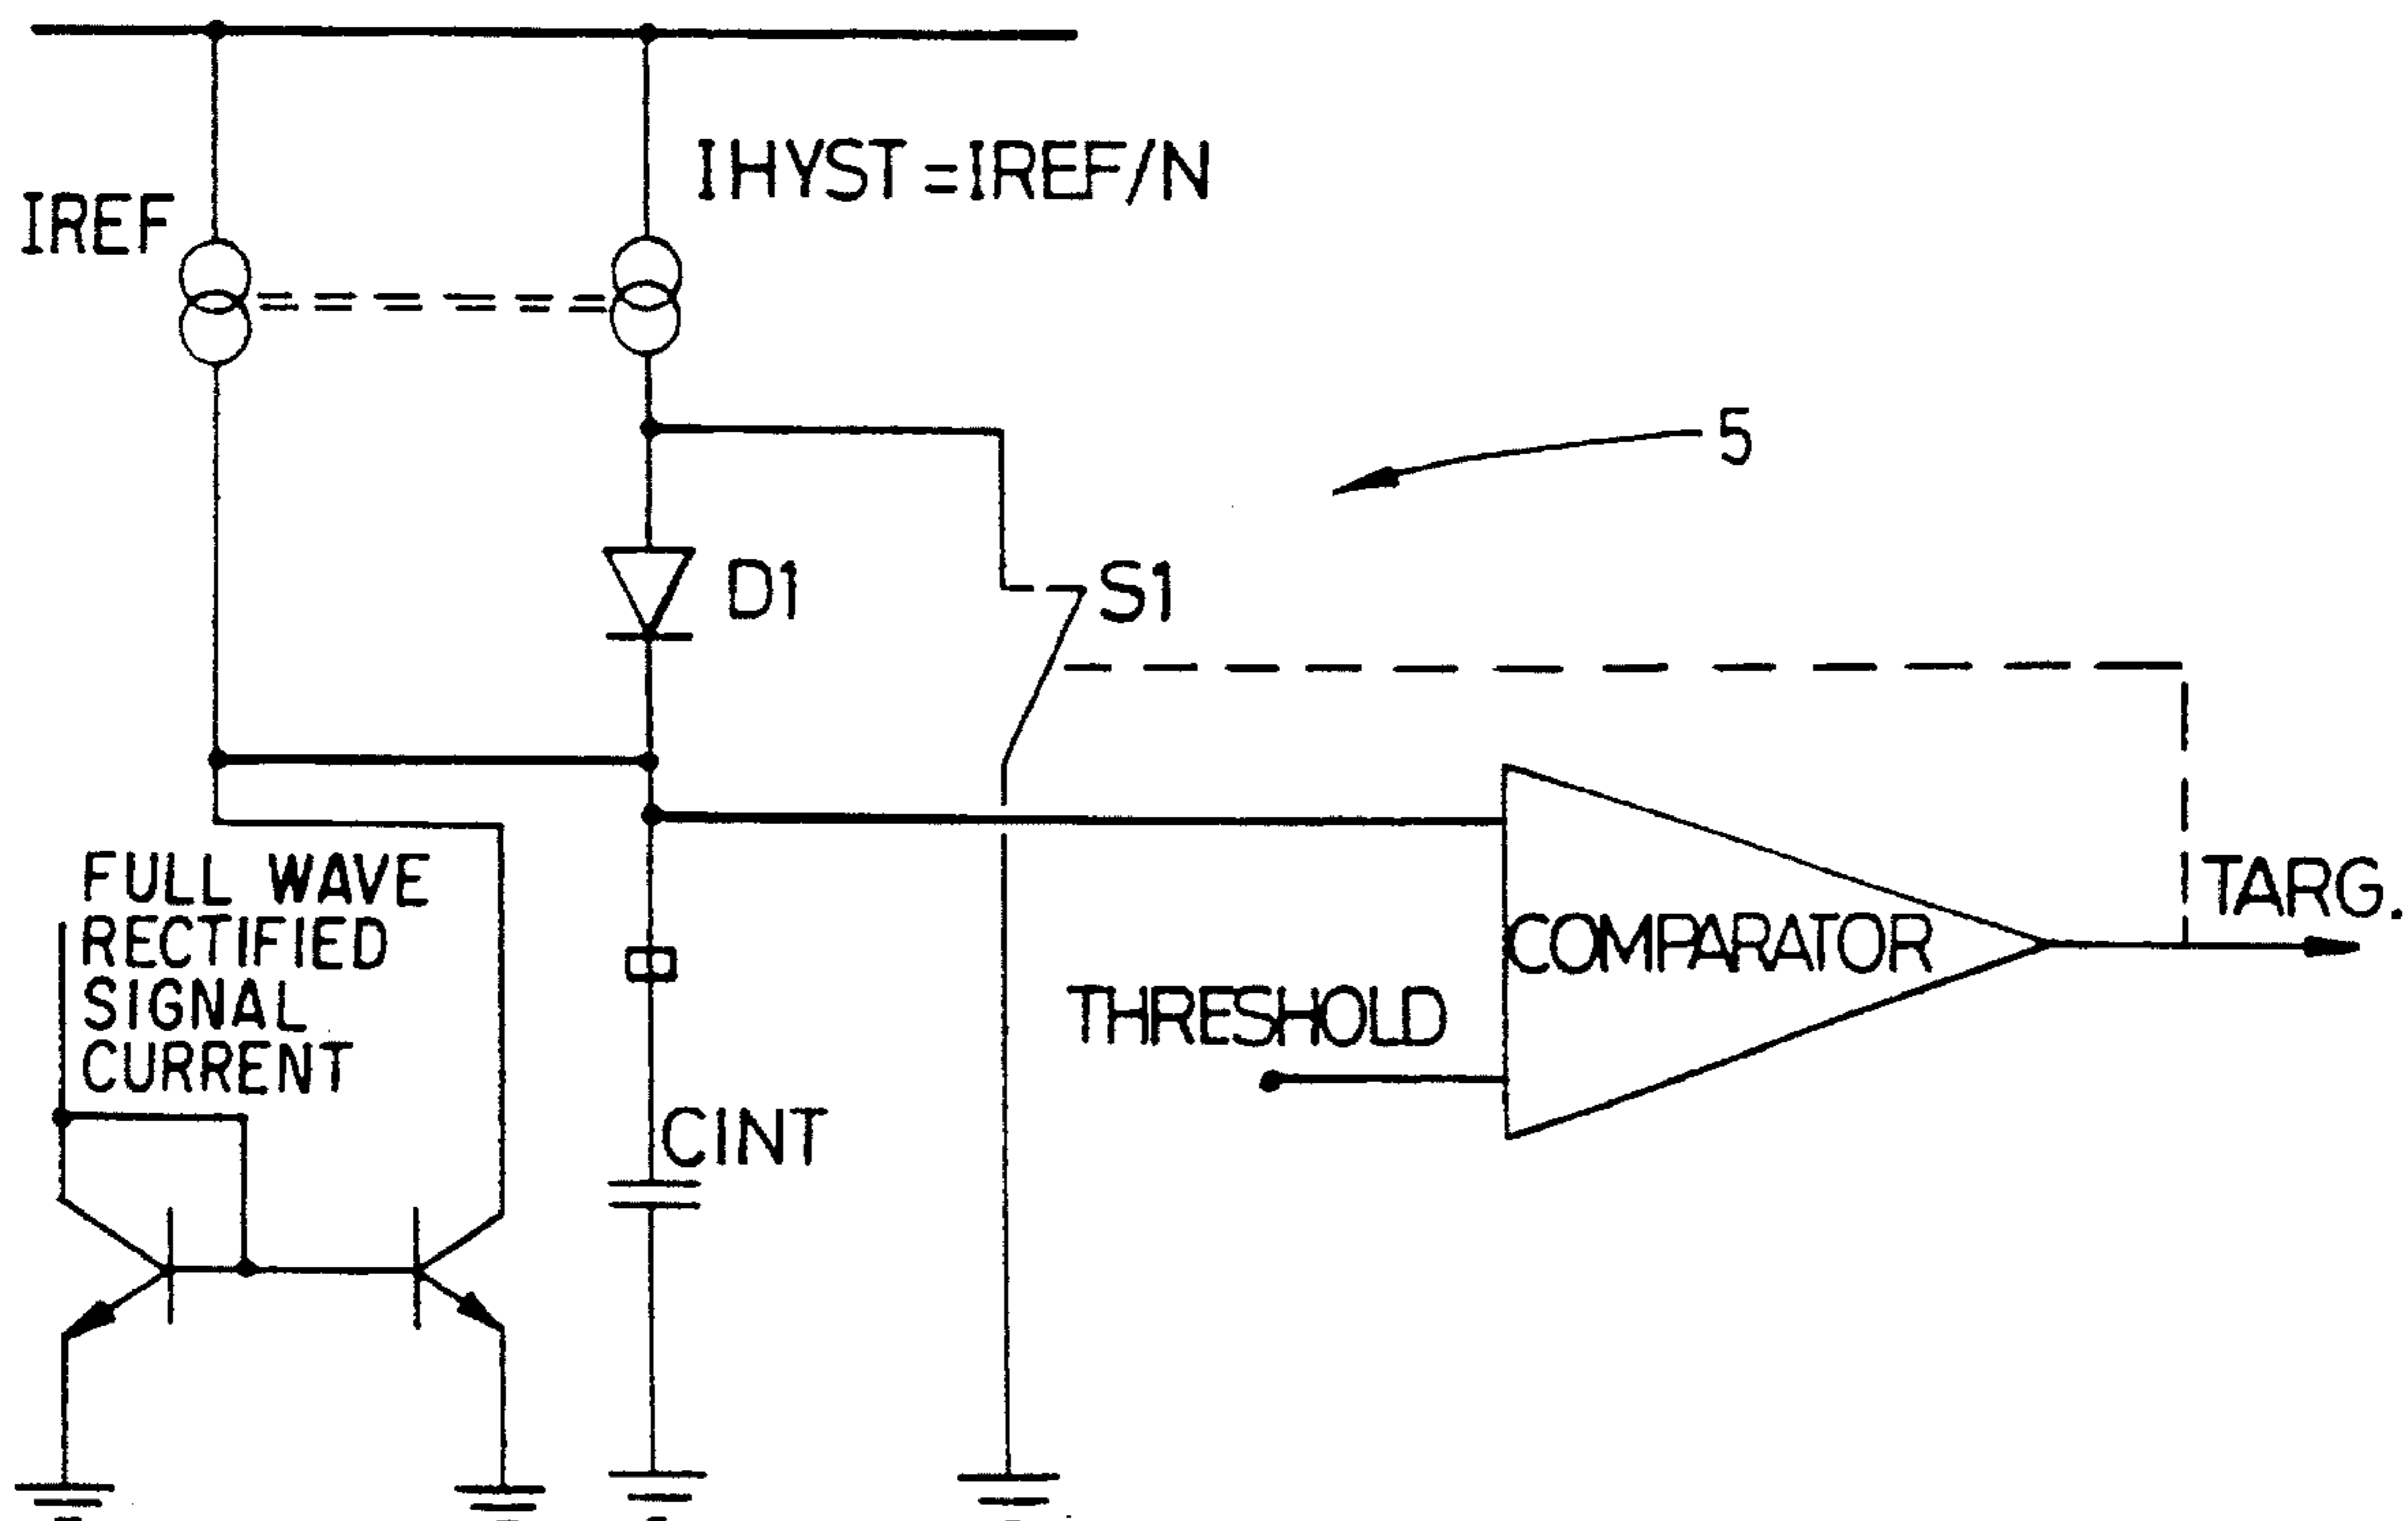 IHYST=IREF/N
IREF
5
D1
S1
FULL WAVE
RECTIFIED
SIGNAL
CURRENT
TARG.
COMPARATOR
THRESHOLD
CINT